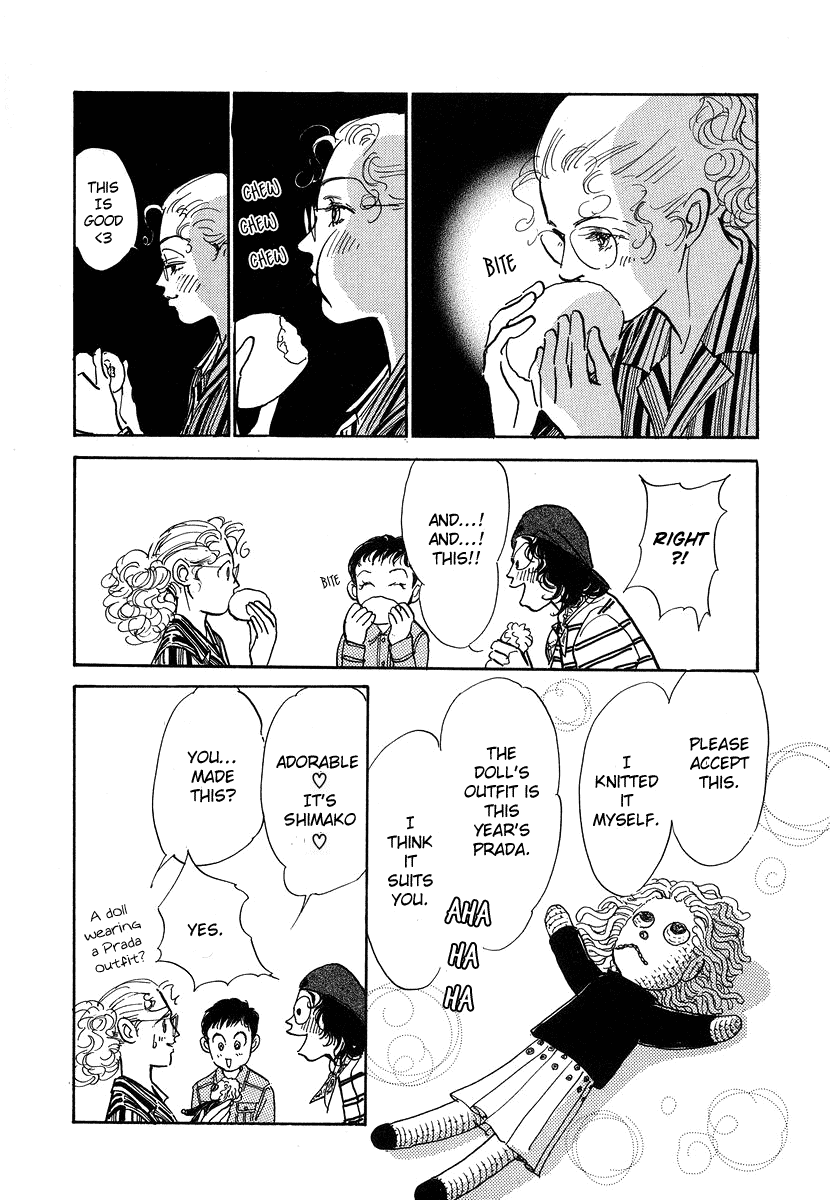 BITE
CHEW
CHEW
CHEW
THIS
IS
GOOD
<3
RIGHT
?!
AND...!
AND...!
THIS!!
BITE
PLEASE
ACCEPT
THIS.
I
KNITTED
IT
MYSELF.
THE
DOLL'S
OUTFIT IS
THIS
YEAR'S
PRADA.
I
THINK
IT
SUITS
YOU.
AHA
HA
HA
ADORABLE
♡
IT'S
SHIMAKO
♡
YOU...
MADE
THIS?
YES.
A doll
wearing
a Prada
outfit?